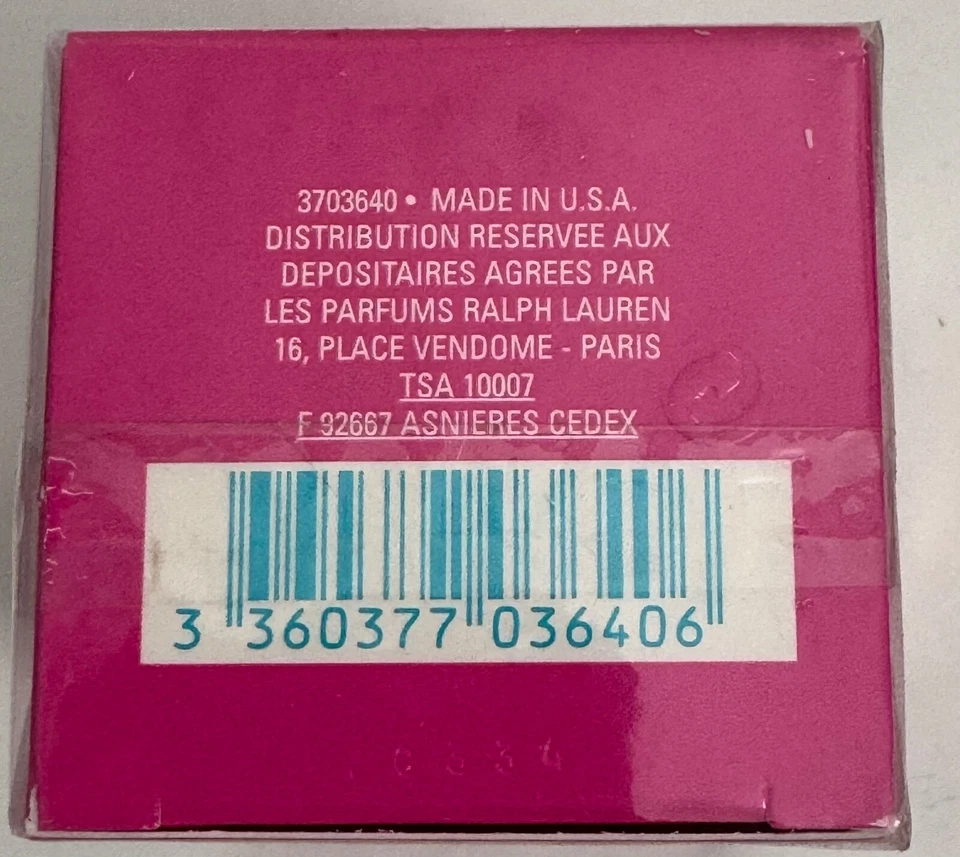 3703640 • MADE IN U.S.A.
DISTRIBUTION RESERVEE AUX
DEPOSITAIRES AGREES PAR
LES PARFUMS RALPH LAUREN
16, PLACE VENDOME - PARIS
TSA 10007
F 92667 ASNIERES CEDEX
3 360377 036406